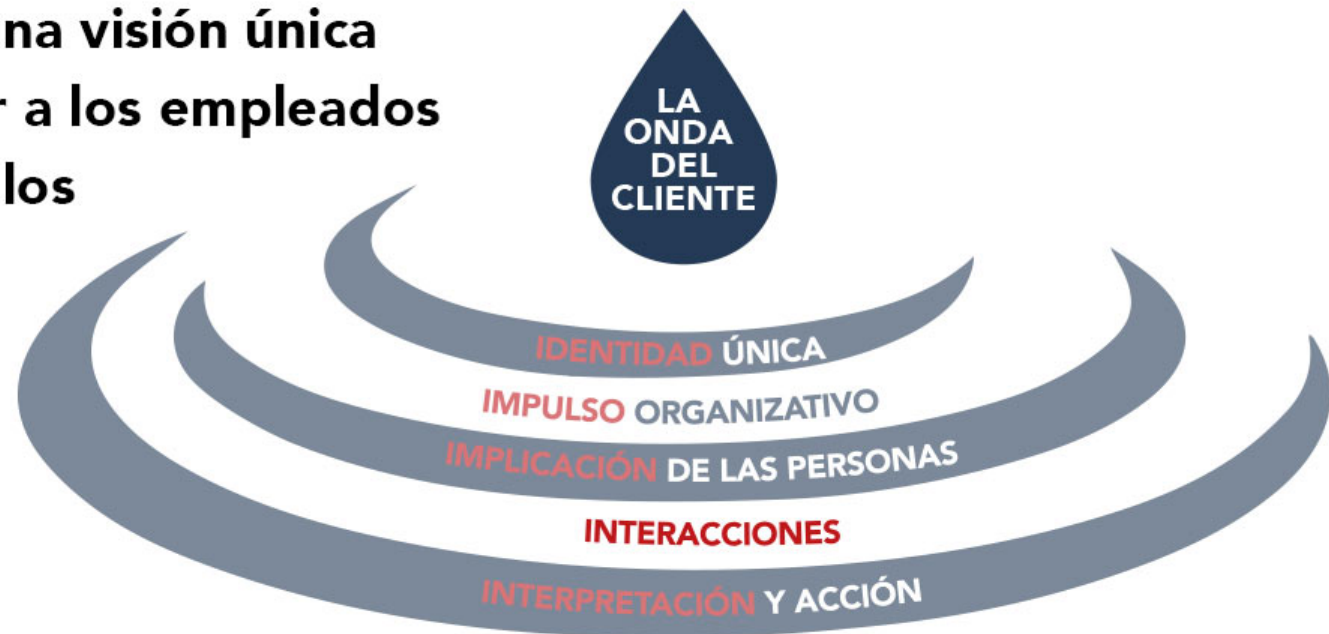 na visión única
r a los empleados
los
LA
ONDA
DEL
CLIENTE
IDENTIDAD ÚNICA
IMPULSO ORGANIZATIVO
IMPLICACIÓN DE LAS PERSONAS
INTERACCIONES
INTERPRETACIÓN Y ACCIÓN